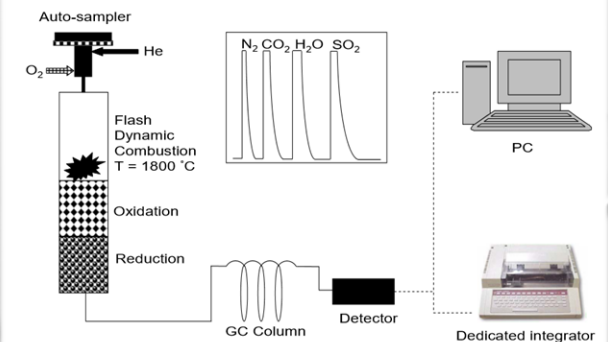 Auto-sampler
He
O2
N2 CO2 H2O SO2
Flash
Dynamic
Combustion
T = 1800 ˚C
Oxidation
Reduction
GC Column
Detector
PC
Dedicated integrator